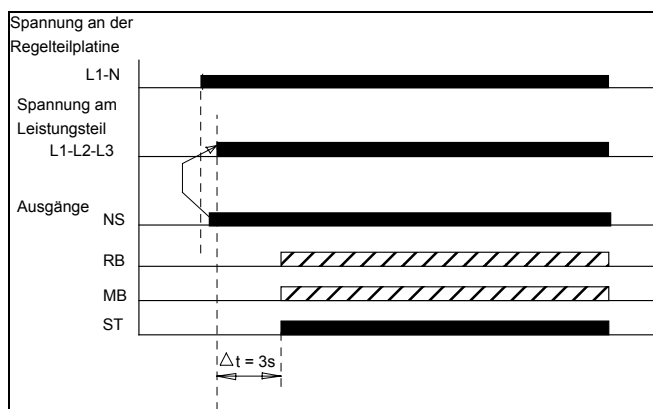 Spannung an der
Regelteilplatine
L1-N
Spannung am
Leistungsteil
L1-L2-L3
Ausgänge
NS
RB
MB
ST
△t = 3s